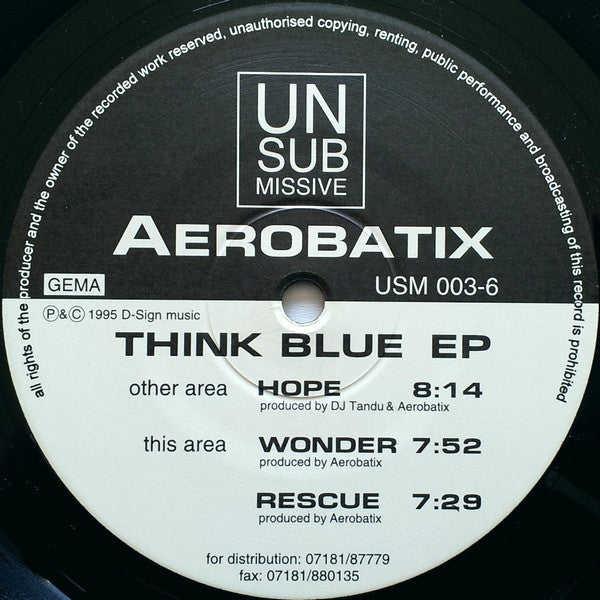 all rights of the producer and the owner of the recorded work reserved, unauthorised copying, renting, public performance and broadcasting of this record is prohibited
UN
SUB
MISSIVE
AEROBATIX
GEMA
USM 003-6
Ⓟ&© 1995 D-Sign music
THINK BLUE EP
other area HOPE 8:14
produced by DJ Tandu & Aerobatix
this area WONDER 7:52
produced by Aerobatix
RESCUE 7:29
produced by Aerobatix
for distribution: 07181/87779
fax: 07181/880135